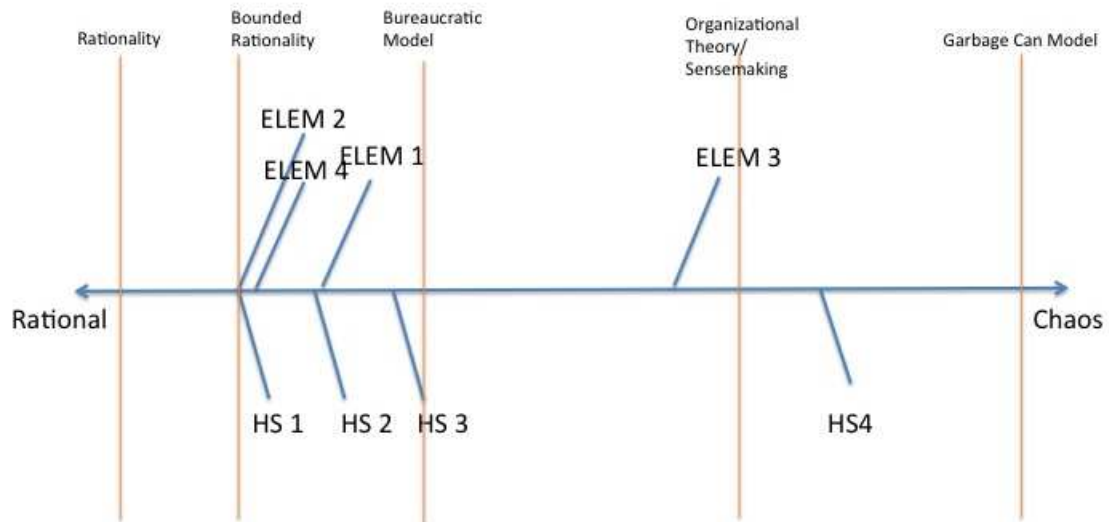 Rationality
Bounded
Rationality
Bureaucratic
Model
Organizational
Theory/
Sensemaking
Garbage Can Model
ELEM 2
ELEM 4
ELEM 1
ELEM 3
Rational
Chaos
HS 1
HS 2
HS 3
HS4